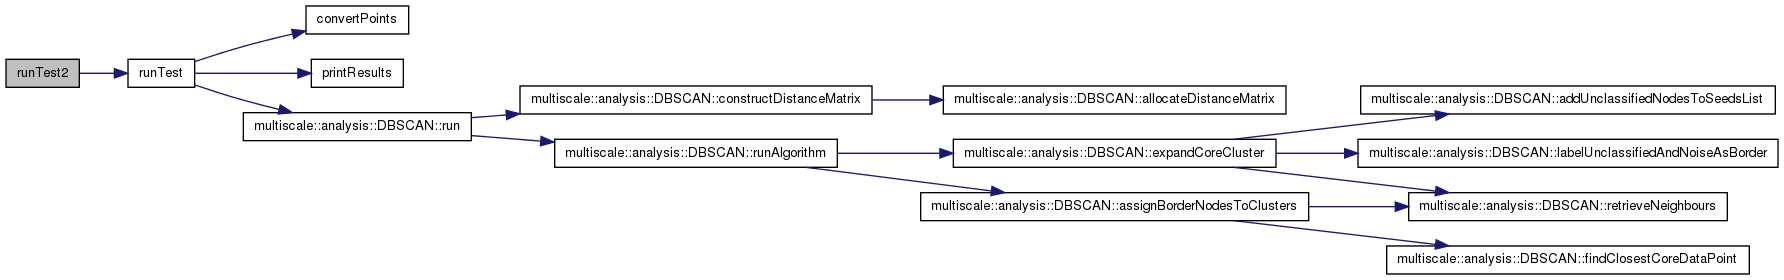 runTest2
runTest
convertPoints
printResults
multiscale::analysis::DBSCAN::run
multiscale::analysis::DBSCAN::constructDistanceMatrix
multiscale::analysis::DBSCAN::allocateDistanceMatrix
multiscale::analysis::DBSCAN::runAlgorithm
multiscale::analysis::DBSCAN::expandCoreCluster
multiscale::analysis::DBSCAN::addUnclassifiedNodesToSeedsList
multiscale::analysis::DBSCAN::labelUnclassifiedAndNoiseAsBorder
multiscale::analysis::DBSCAN::assignBorderNodesToClusters
multiscale::analysis::DBSCAN::retrieveNeighbours
multiscale::analysis::DBSCAN::findClosestCoreDataPoint